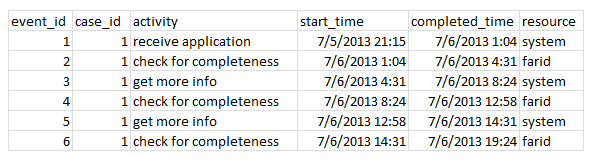 event_id case_id activity start_time completed_time resource
1 1 receive application 7/5/2013 21:15 7/6/2013 1:04 system
2 1 check for completeness 7/6/2013 1:04 7/6/2013 4:31 farid
3 1 get more info 7/6/2013 4:31 7/6/2013 8:24 system
4 1 check for completeness 7/6/2013 8:24 7/6/2013 12:58 farid
5 1 get more info 7/6/2013 12:58 7/6/2013 14:31 system
6 1 check for completeness 7/6/2013 14:31 7/6/2013 19:24 farid